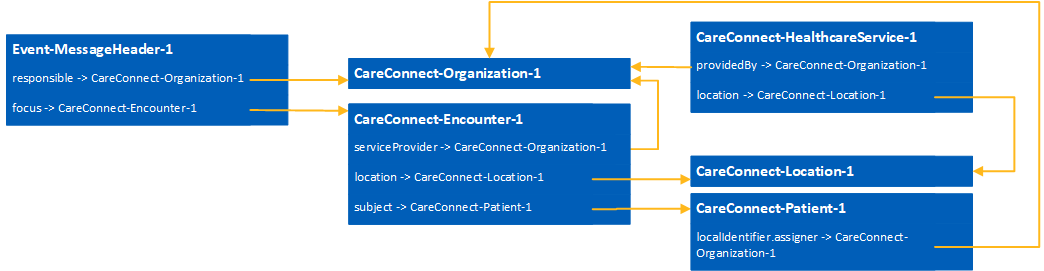 Event-MessageHeader-1
responsible -> CareConnect-Organization-1
focus -> CareConnect-Encounter-1
CareConnect-Organization-1
CareConnect-Encounter-1
serviceProvider -> CareConnect-Organization-1
location -> CareConnect-Location-1
subject -> CareConnect-Patient-1
CareConnect-HealthcareService-1
providedBy -> CareConnect-Organization-1
location -> CareConnect-Location-1
CareConnect-Location-1
CareConnect-Patient-1
localIdentifier.assigner -> CareConnect-
Organization-1